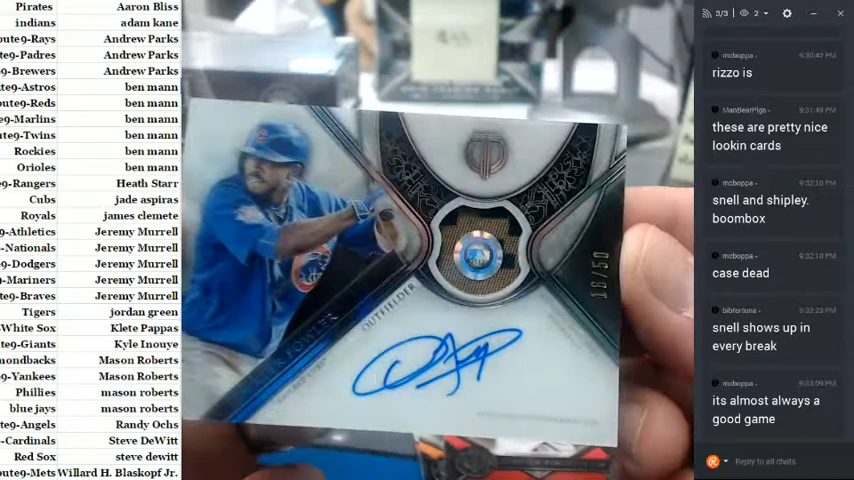 Pirates Aaron Bliss
indians adam kane
oute9-Rays Andrew Parks
ute9-Padres Andrew Parks
te9-Brewers Andrew Parks
ute9-Astros ben mann
oute9-Reds ben mann
te9-Marlins ben mann
ute9-Twins ben mann
Rockies ben mann
Orioles ben mann
te9-Rangers Heath Starr
Cubs jade aspiras
Royals james clemete
te9-Athletics Jeremy Murrell
-Nationals Jeremy Murrell
e9-Dodgers Jeremy Murrell
e9-Mariners Jeremy Murrell
ute9-Braves Jeremy Murrell
Tigers jordan green
-White Sox Klete Pappas
ute9-Giants Kyle Inouye
mondbacks Mason Roberts
te9-Yankees Mason Roberts
Phillies mason roberts
blue jays mason roberts
ute9-Angels Randy Ochs
-Cardinals Steve DeWitt
Red Sox steve dewitt
oute9-Mets Willard H. Blaskopf Jr.
FOWLER
OUTFIELDER
16/50
3/3 2
mcboppa 9:30:42 PM
rizzo is
ManBearPigs 9:31:48 PM
these are pretty nice
lookin cards
mcboppa 9:32:10 PM
snell and shipley.
boombox
mcboppa 9:32:18 PM
case dead
bibfortuna 9:32:23 PM
snell shows up in
every break
mcboppa 9:33:09 PM
its almost always a
good game
Reply to all chats